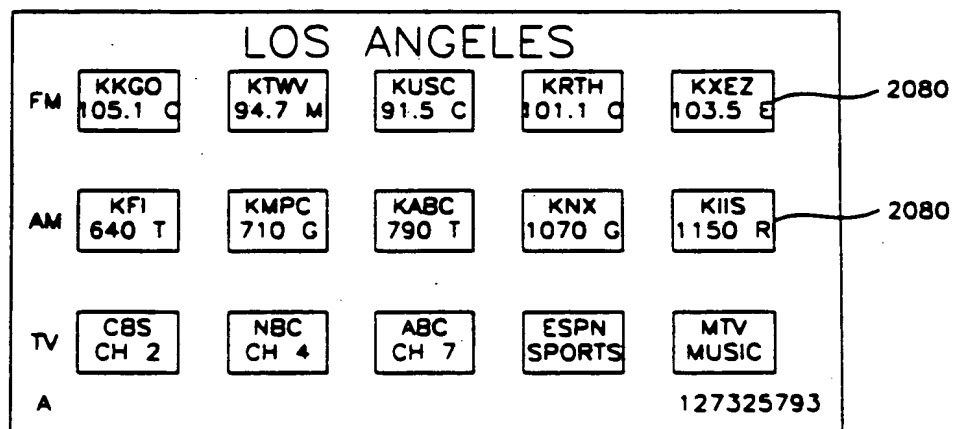 LOS ANGELES
FM KKGO 105.1 C KTWV 94.7 M KUSC 91.5 C KRTH 101.1 O KXEZ 103.5 E 2080
AM KFI 640 T KMPC 710 G KABC 790 T KNX 1070 G KIIS 1150 R 2080
TV CBS CH 2 NBC CH 4 ABC CH 7 ESPN SPORTS MTV MUSIC
A 127325793